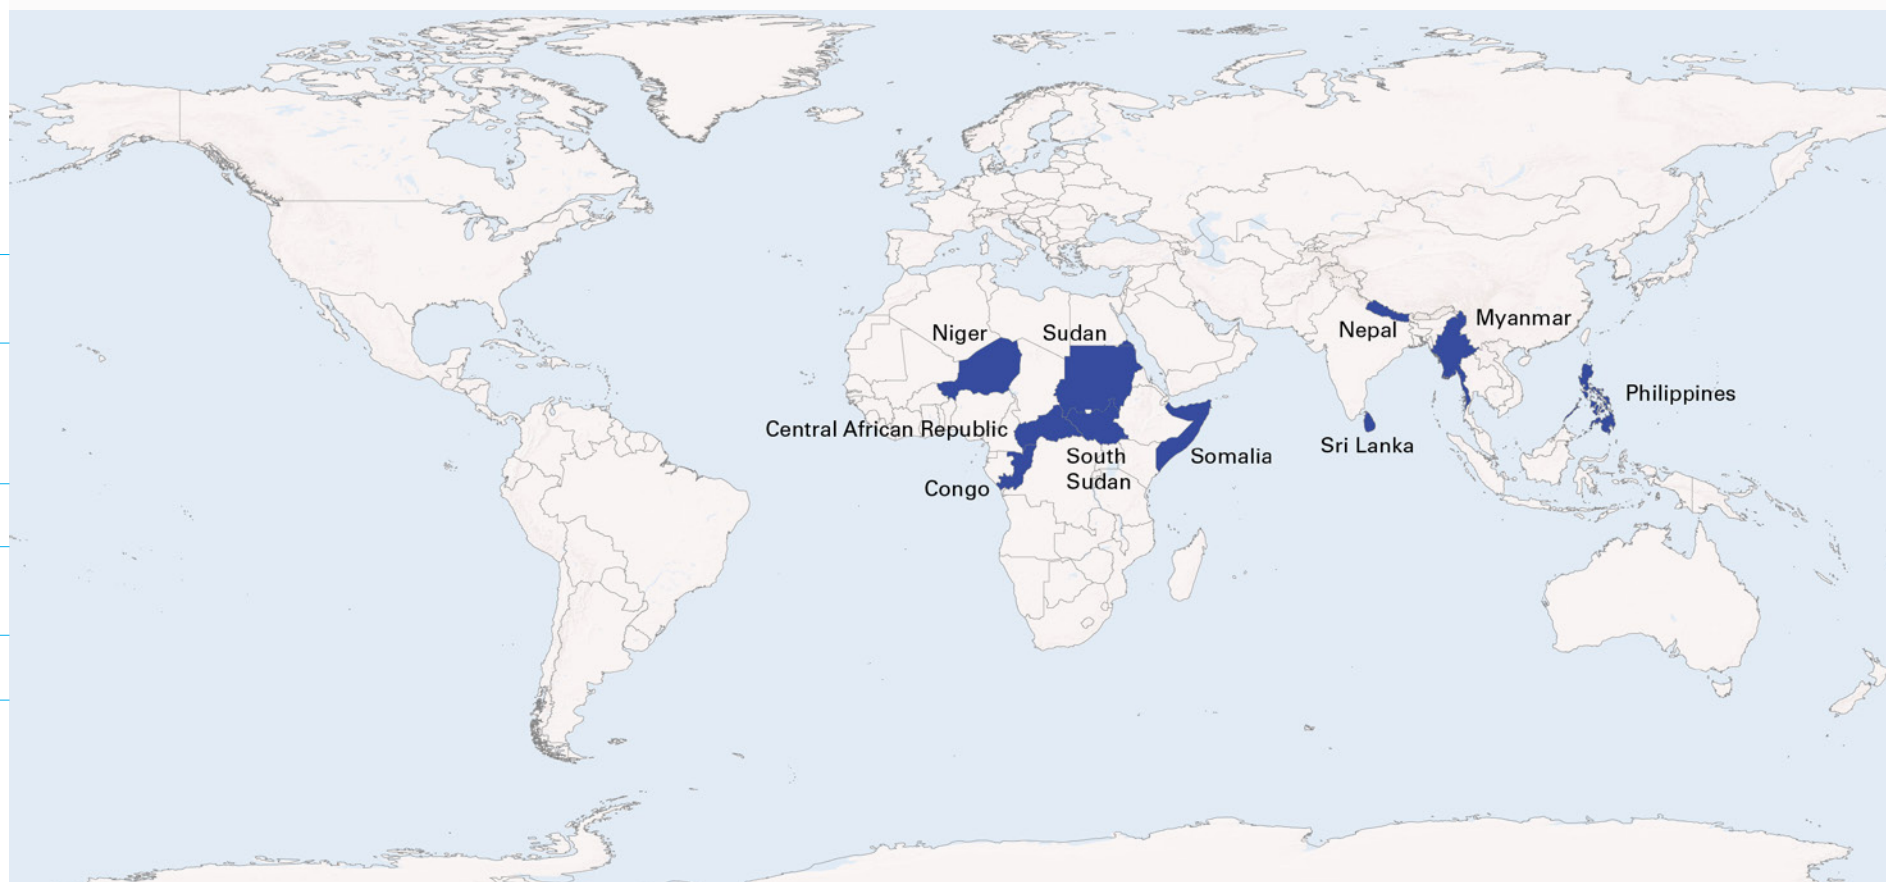 Myanmar
Nepal
Niger
Sudan
Philippines
Central African Republic
Sri Lanka
South
Sudan
Somalia
Congo